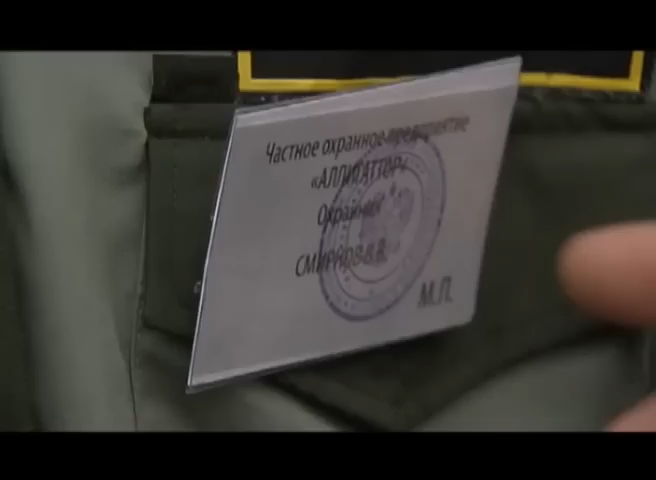 Частное охранное предприятие
«АЛЛИГАТОР»
Охранник
СМИРНОВ В.В.
М.П.